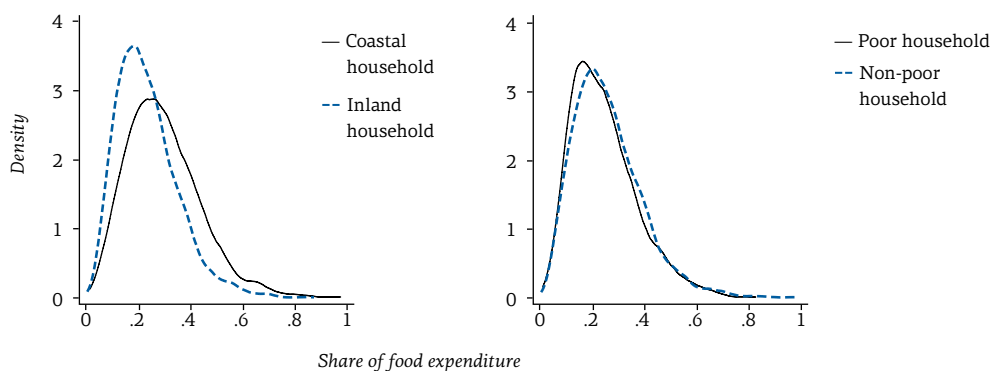 4
3
2
1
0
Density
0 .2 .4 .6 .8 1
— Coastal
household
Inland
household
4
3
2
1
0
0 .2 .4 .6 .8 1
— Poor household
Non-poor
household
Share of food expenditure